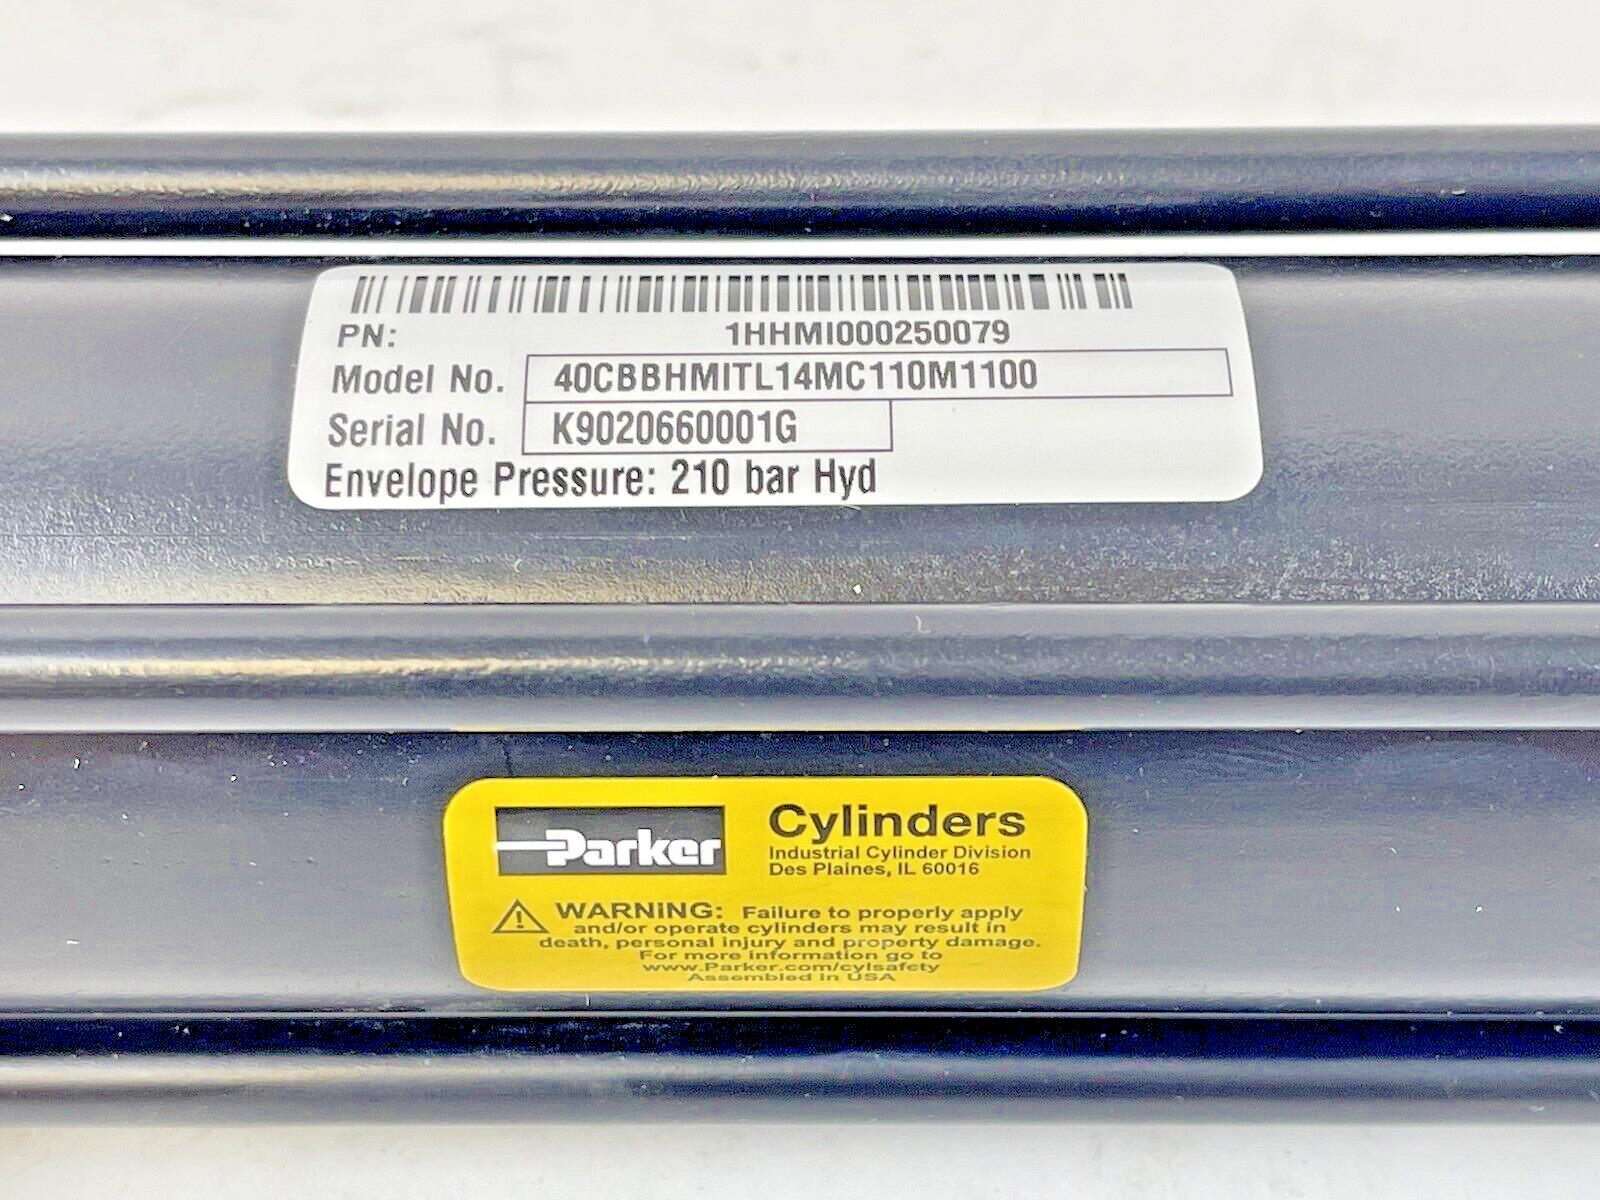 PN: 1HHMI000250079
Model No. 40CBBHMITL14MC110M1100
Serial No. K9020660001G
Envelope Pressure: 210 bar Hyd
Parker
Cylinders
Industrial Cylinder Division
Des Plaines, IL 60016
WARNING: Failure to properly apply
and/or operate cylinders may result in
death, personal injury and property damage.
For more information go to
www.Parker.com/cylsafety
Assembled in USA